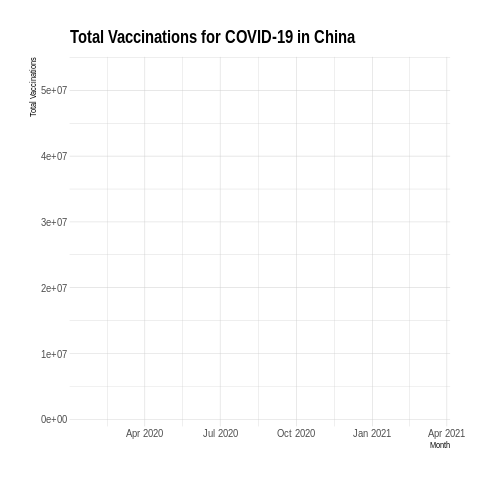 Total Vaccinations for COVID-19 in China
Total Vaccinations
5e+07
4e+07
3e+07
2e+07
1e+07
0e+00
Apr 2020 Jul 2020 Oct 2020 Jan 2021 Apr 2021
Month